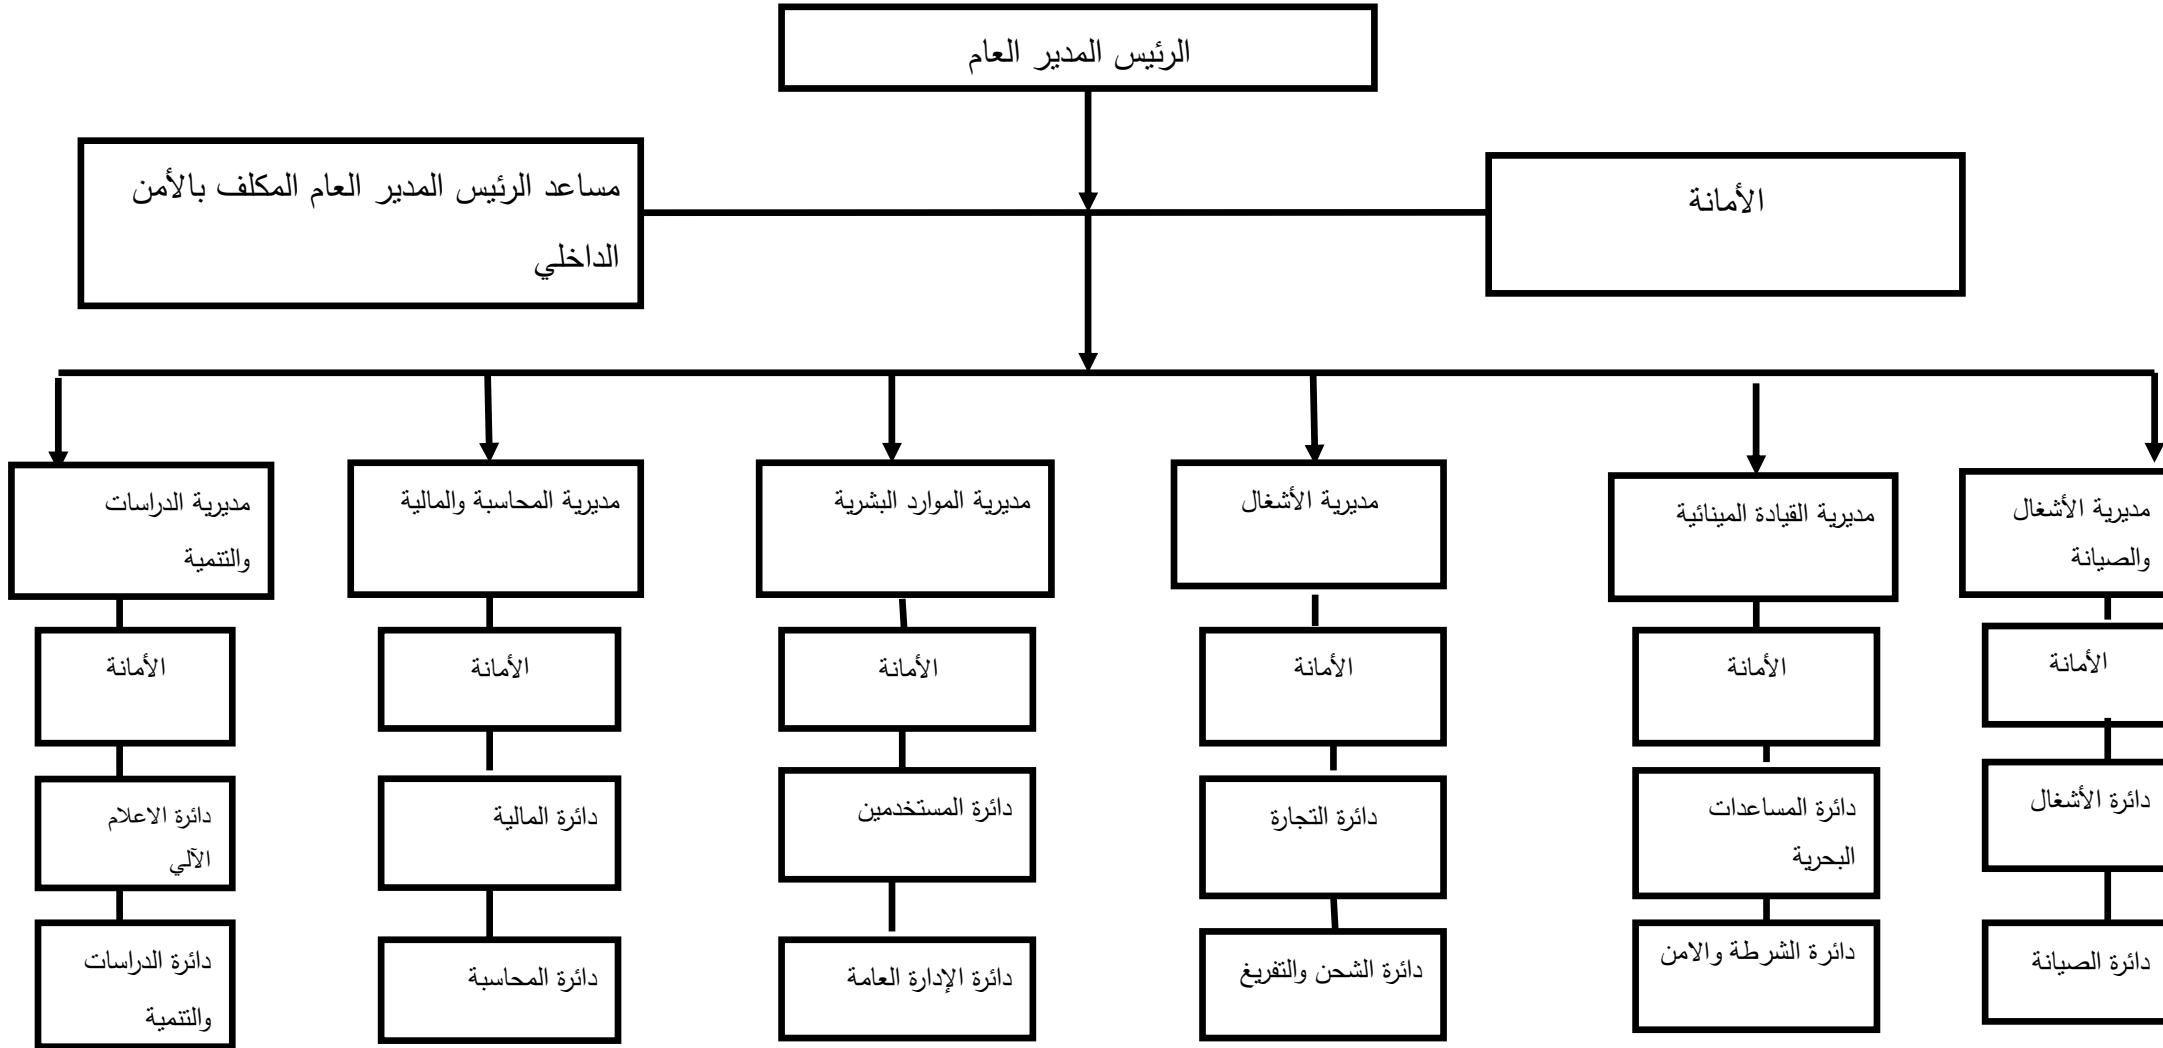 الرئيس المدير العام
الأمانة
مساعد الرئيس المدير العام المكلف بالأمن
الداخلي
مديرية الأشغال
والصيانة
مديرية القيادة المينائية
مديرية الأشغال
مديرية الموارد البشرية
مديرية المحاسبة والمالية
مديرية الدراسات
والتنمية
الأمانة
الأمانة
الأمانة
الأمانة
الأمانة
الأمانة
دائرة الأشغال
دائرة المساعدات
البحرية
دائرة التجارة
دائرة المستخدمين
دائرة المالية
دائرة الاعلام
الآلي
دائرة الصيانة
دائرة الشرطة والامن
دائرة الشحن والتفريغ
دائرة الإدارة العامة
دائرة المحاسبة
دائرة الدراسات
والتنمية